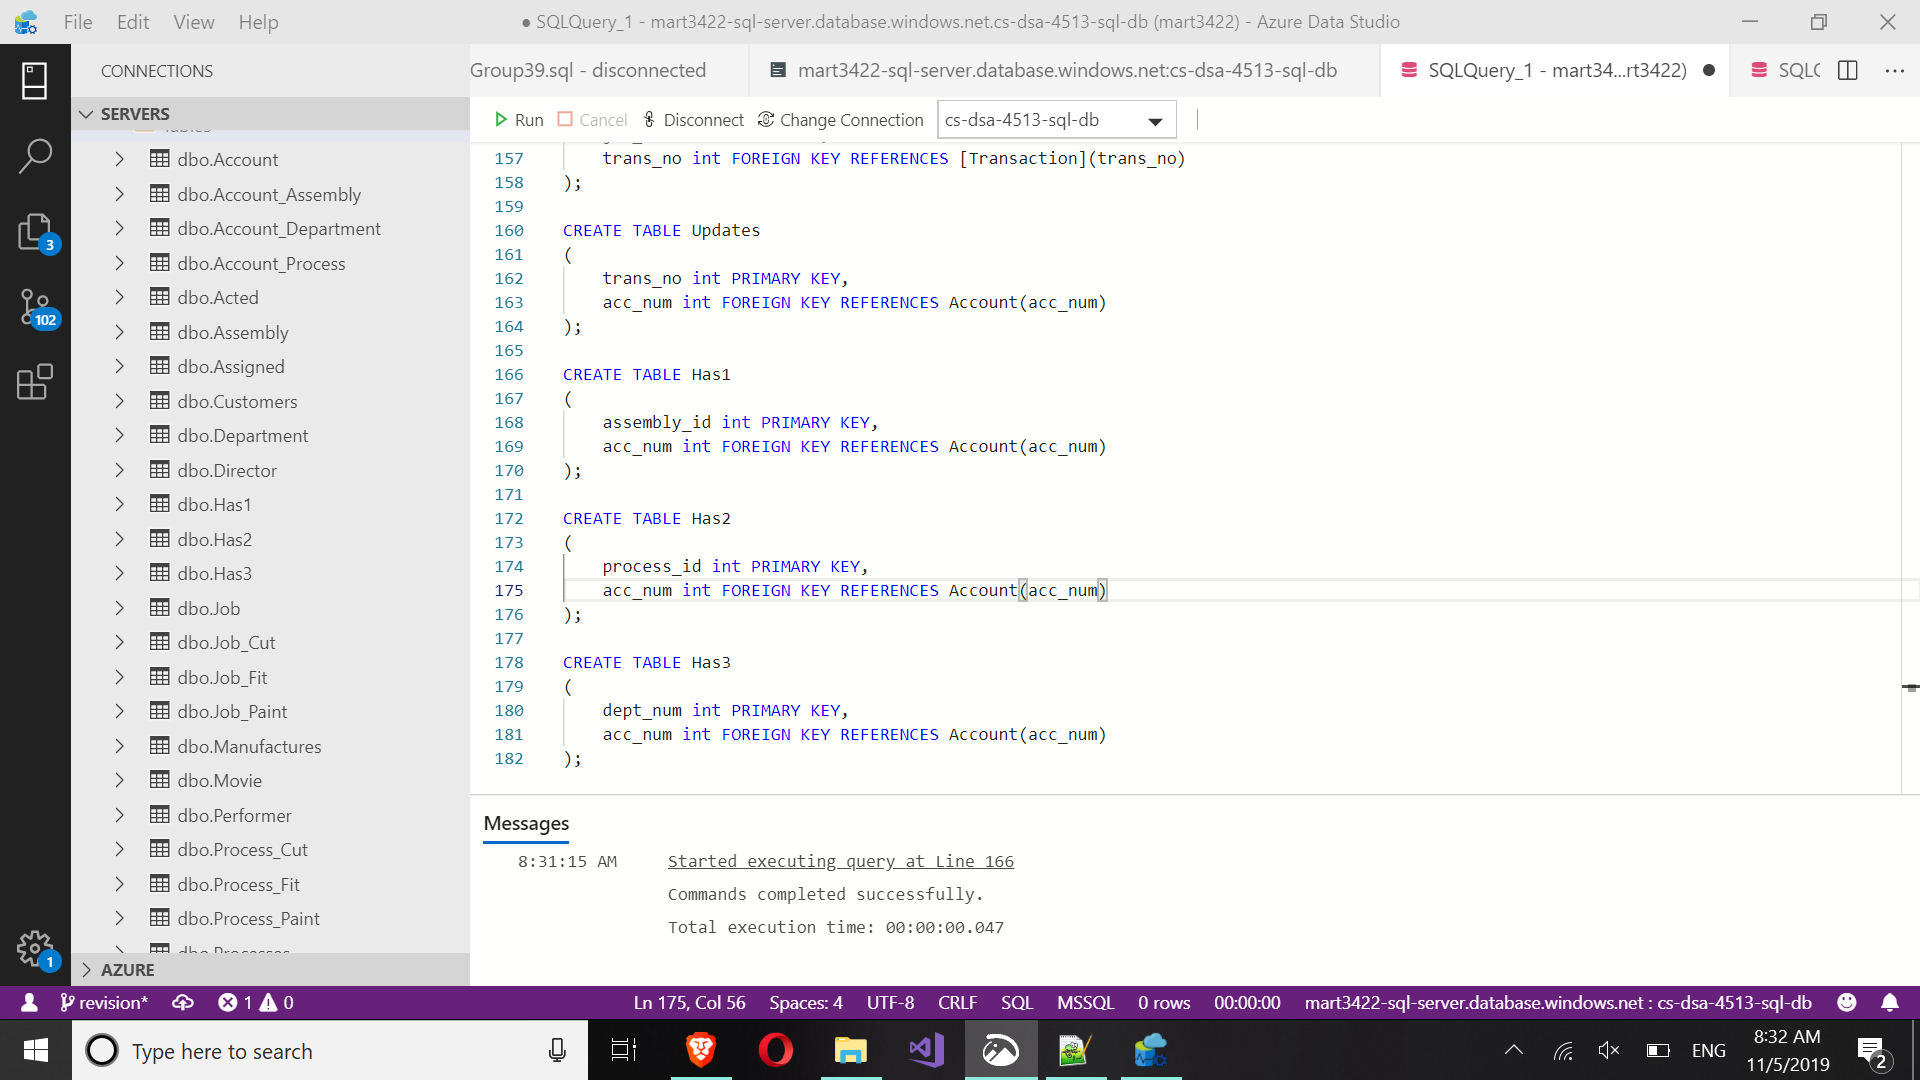 File Edit View Help
● SQLQuery_1 - mart3422-sql-server.database.windows.net.cs-dsa-4513-sql-db (mart3422) - Azure Data Studio
CONNECTIONS
Group39.sql - disconnected
mart3422-sql-server.database.windows.net:cs-dsa-4513-sql-db
SQLQuery_1 - mart34...rt3422) ●
SQLC
SERVERS
Run Cancel Disconnect Change Connection cs-dsa-4513-sql-db
Tables
dbo.Account
dbo.Account_Assembly
dbo.Account_Department
dbo.Account_Process
dbo.Acted
dbo.Assembly
dbo.Assigned
dbo.Customers
dbo.Department
dbo.Director
dbo.Has1
dbo.Has2
dbo.Has3
dbo.Job
dbo.Job_Cut
dbo.Job_Fit
dbo.Job_Paint
dbo.Manufactures
dbo.Movie
dbo.Performer
dbo.Process_Cut
dbo.Process_Fit
dbo.Process_Paint
dbo.Processes
AZURE
3
102
1
157 trans_no int FOREIGN KEY REFERENCES [Transaction](trans_no)
158 );
159
160 CREATE TABLE Updates
161 (
162 trans_no int PRIMARY KEY,
163 acc_num int FOREIGN KEY REFERENCES Account(acc_num)
164 );
165
166 CREATE TABLE Has1
167 (
168 assembly_id int PRIMARY KEY,
169 acc_num int FOREIGN KEY REFERENCES Account(acc_num)
170 );
171
172 CREATE TABLE Has2
173 (
174 process_id int PRIMARY KEY,
175 acc_num int FOREIGN KEY REFERENCES Account(acc_num)
176 );
177
178 CREATE TABLE Has3
179 (
180 dept_num int PRIMARY KEY,
181 acc_num int FOREIGN KEY REFERENCES Account(acc_num)
182 );
Messages
8:31:15 AM Started executing query at Line 166
Commands completed successfully.
Total execution time: 00:00:00.047
revision* 1 0 Ln 175, Col 56 Spaces: 4 UTF-8 CRLF SQL MSSQL 0 rows 00:00:00 mart3422-sql-server.database.windows.net : cs-dsa-4513-sql-db
Type here to search
ENG
8:32 AM
11/5/2019
2